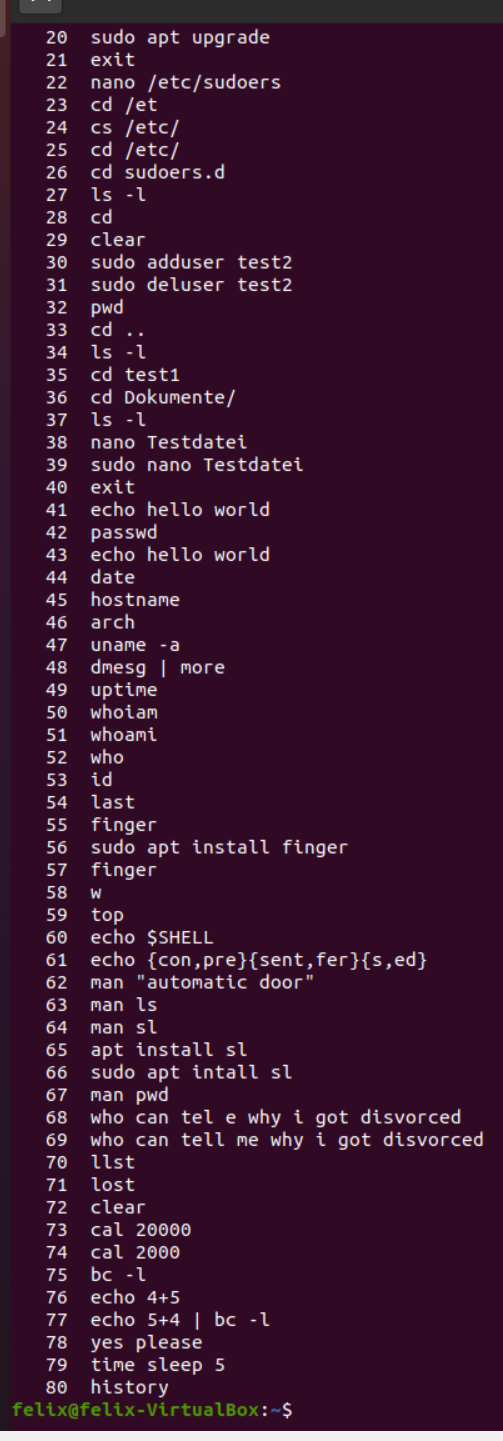 20 sudo apt upgrade
21 exit
22 nano /etc/sudoers
23 cd /et
24 cs /etc/
25 cd /etc/
26 cd sudoers.d
27 ls -l
28 cd
29 clear
30 sudo adduser test2
31 sudo deluser test2
32 pwd
33 cd ..
34 ls -l
35 cd test1
36 cd Dokumente/
37 ls -l
38 nano Testdatei
39 sudo nano Testdatei
40 exit
41 echo hello world
42 passwd
43 echo hello world
44 date
45 hostname
46 arch
47 uname -a
48 dmesg | more
49 uptime
50 whoiam
51 whoami
52 who
53 id
54 last
55 finger
56 sudo apt install finger
57 finger
58 w
59 top
60 echo $SHELL
61 echo {con,pre}{sent,fer}{s,ed}
62 man "automatic door"
63 man ls
64 man sl
65 apt install sl
66 sudo apt intall sl
67 man pwd
68 who can tel e why i got disvorced
69 who can tell me why i got disvorced
70 llst
71 lost
72 clear
73 cal 20000
74 cal 2000
75 bc -l
76 echo 4+5
77 echo 5+4 | bc -l
78 yes please
79 time sleep 5
80 history
felix@felix-VirtualBox:~$